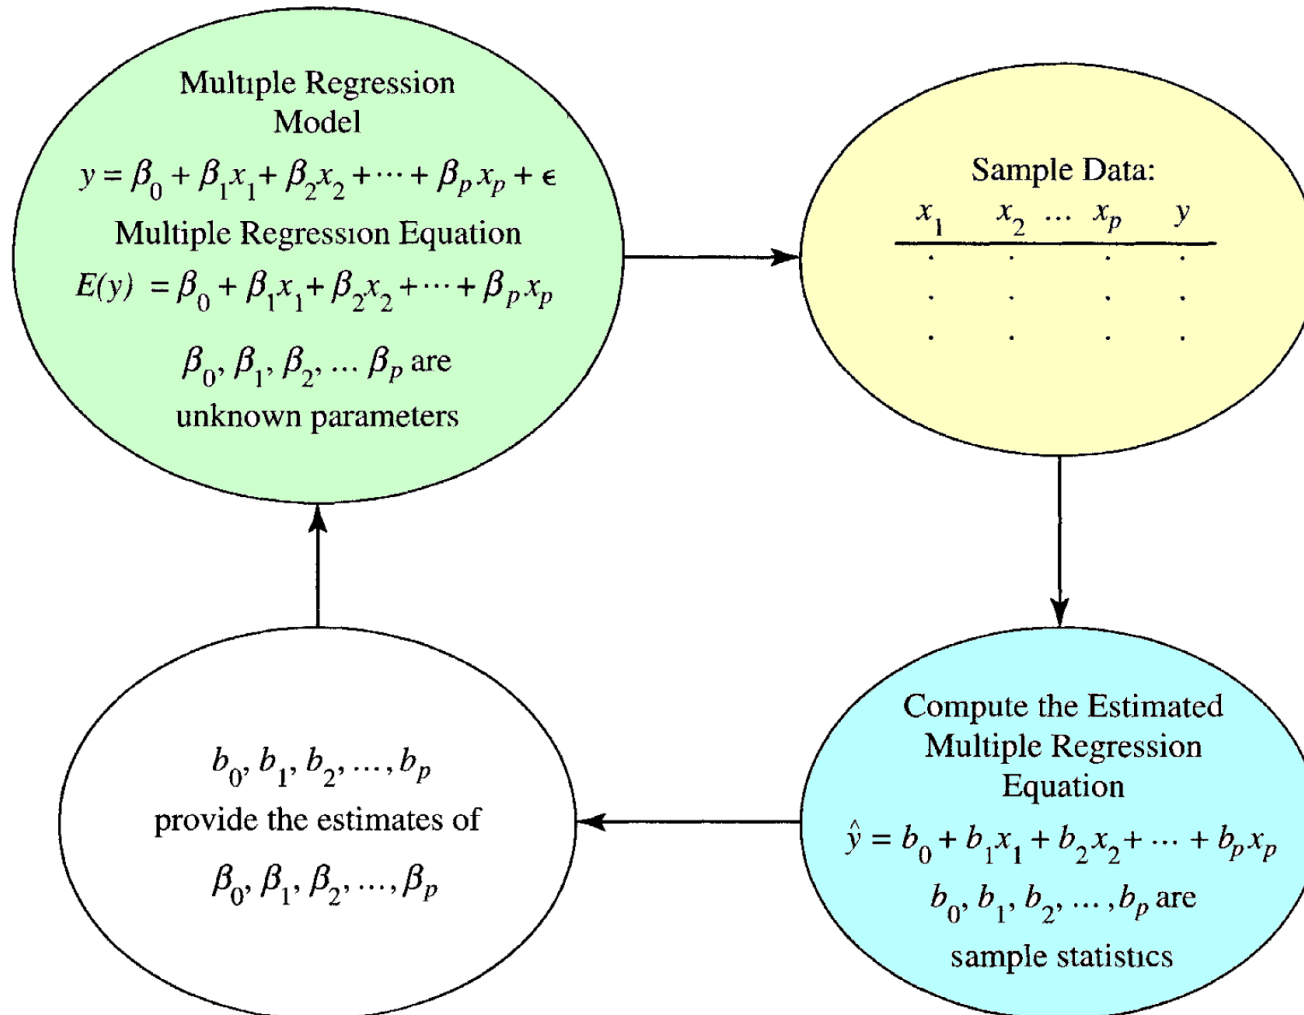 Multiple Regression
Model
y = β₀ + β₁x₁ + β₂x₂ + ··· + βₚxₚ + ϵ
Multiple Regression Equation
E(y) = β₀ + β₁x₁ + β₂x₂ + ··· + βₚxₚ
β₀, β₁, β₂, ... βₚ are
unknown parameters
Sample Data:
x₁ x₂ ... xₚ y
. . . .
. . . .
. . . .
Compute the Estimated
Multiple Regression
Equation
ŷ = b₀ + b₁x₁ + b₂x₂ + ··· + bₚxₚ
b₀, b₁, b₂, ..., bₚ are
sample statistics
b₀, b₁, b₂, ..., bₚ
provide the estimates of
β₀, β₁, β₂, ..., βₚ